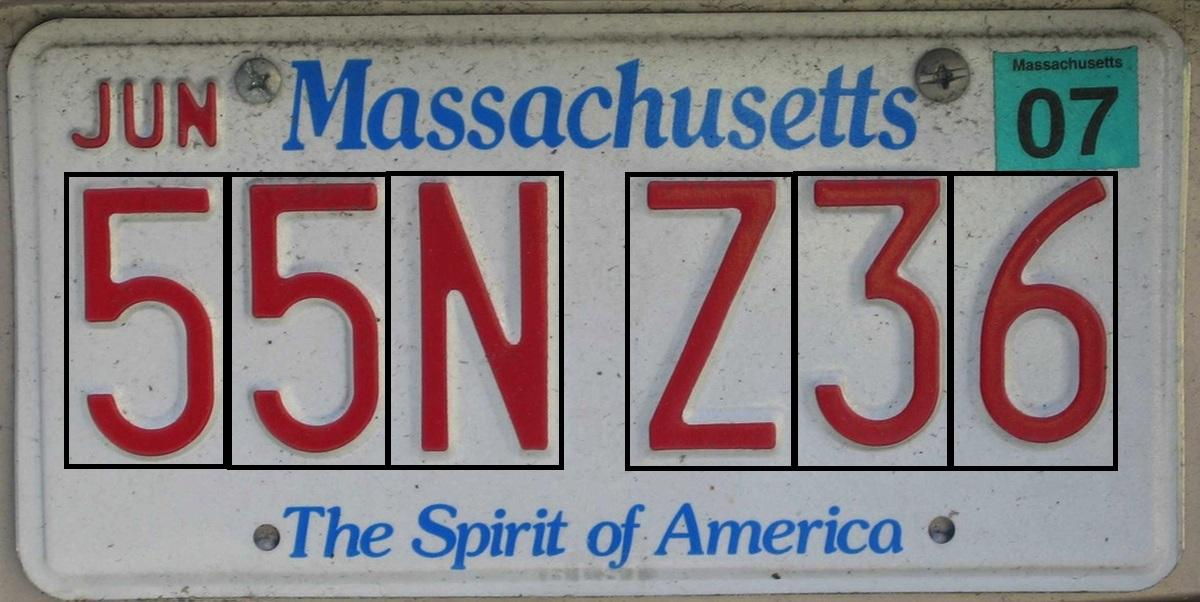 JUN Massachusetts Massachusetts 07
55N Z36
The Spirit of America